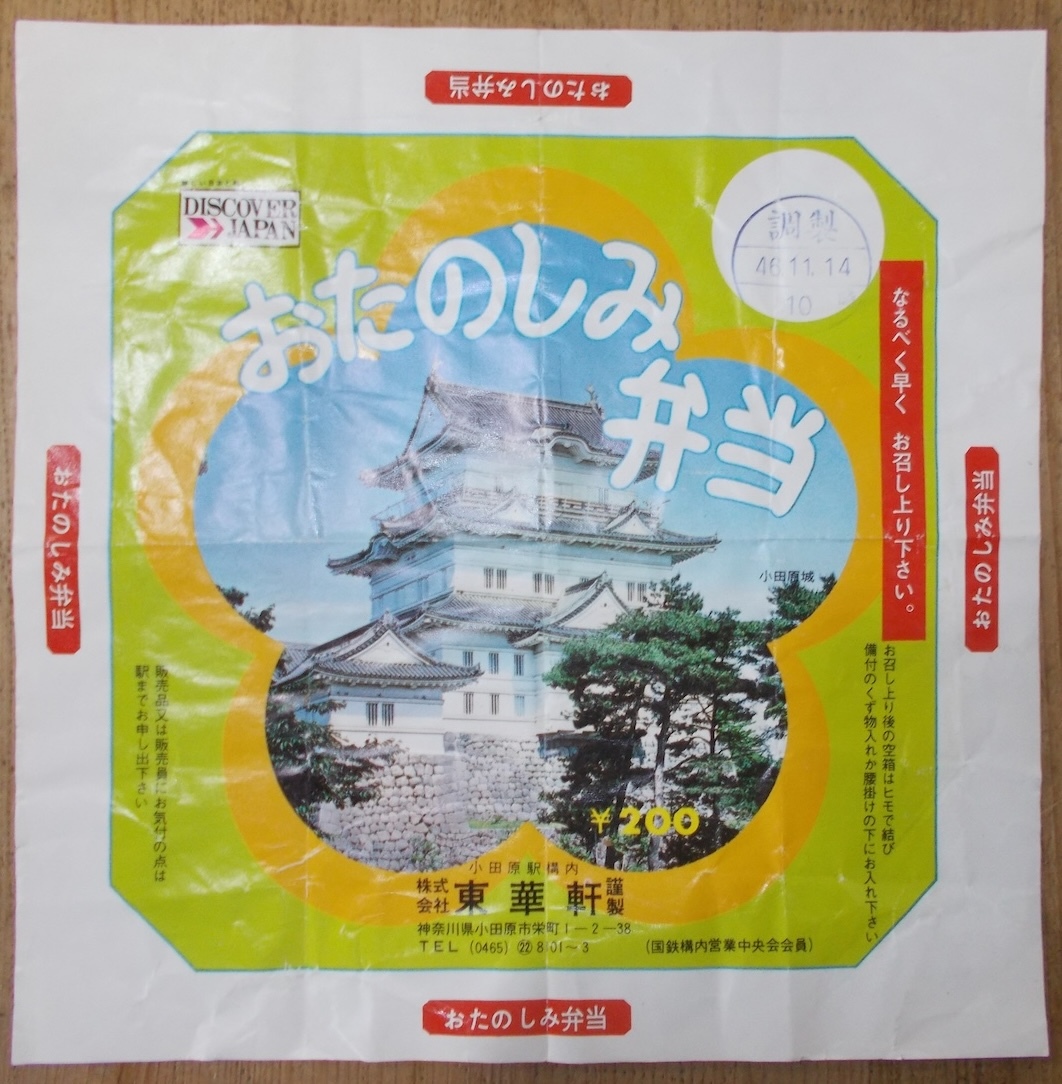 おたのしみ弁当
DISCOVER
JAPAN
調製
46.11.14
10
おたのしみ
弁当
なるべく早く お召し上り下さい。
おたのしみ弁当
おたのしみ弁当
小田原城
お召し上り後の空箱はヒモで結び
備付のくず物入れか腰掛けの下にお入れ下さい
販売品又は販売員にお気付の点は
駅までお申し出下さい
¥200
小田原駅構内
株式会社 東華軒 謹製
神奈川県小田原市栄町1-2-38
TEL (0465) ㉒ 8101~3 (国鉄構内営業中央会会員)
おたのしみ弁当